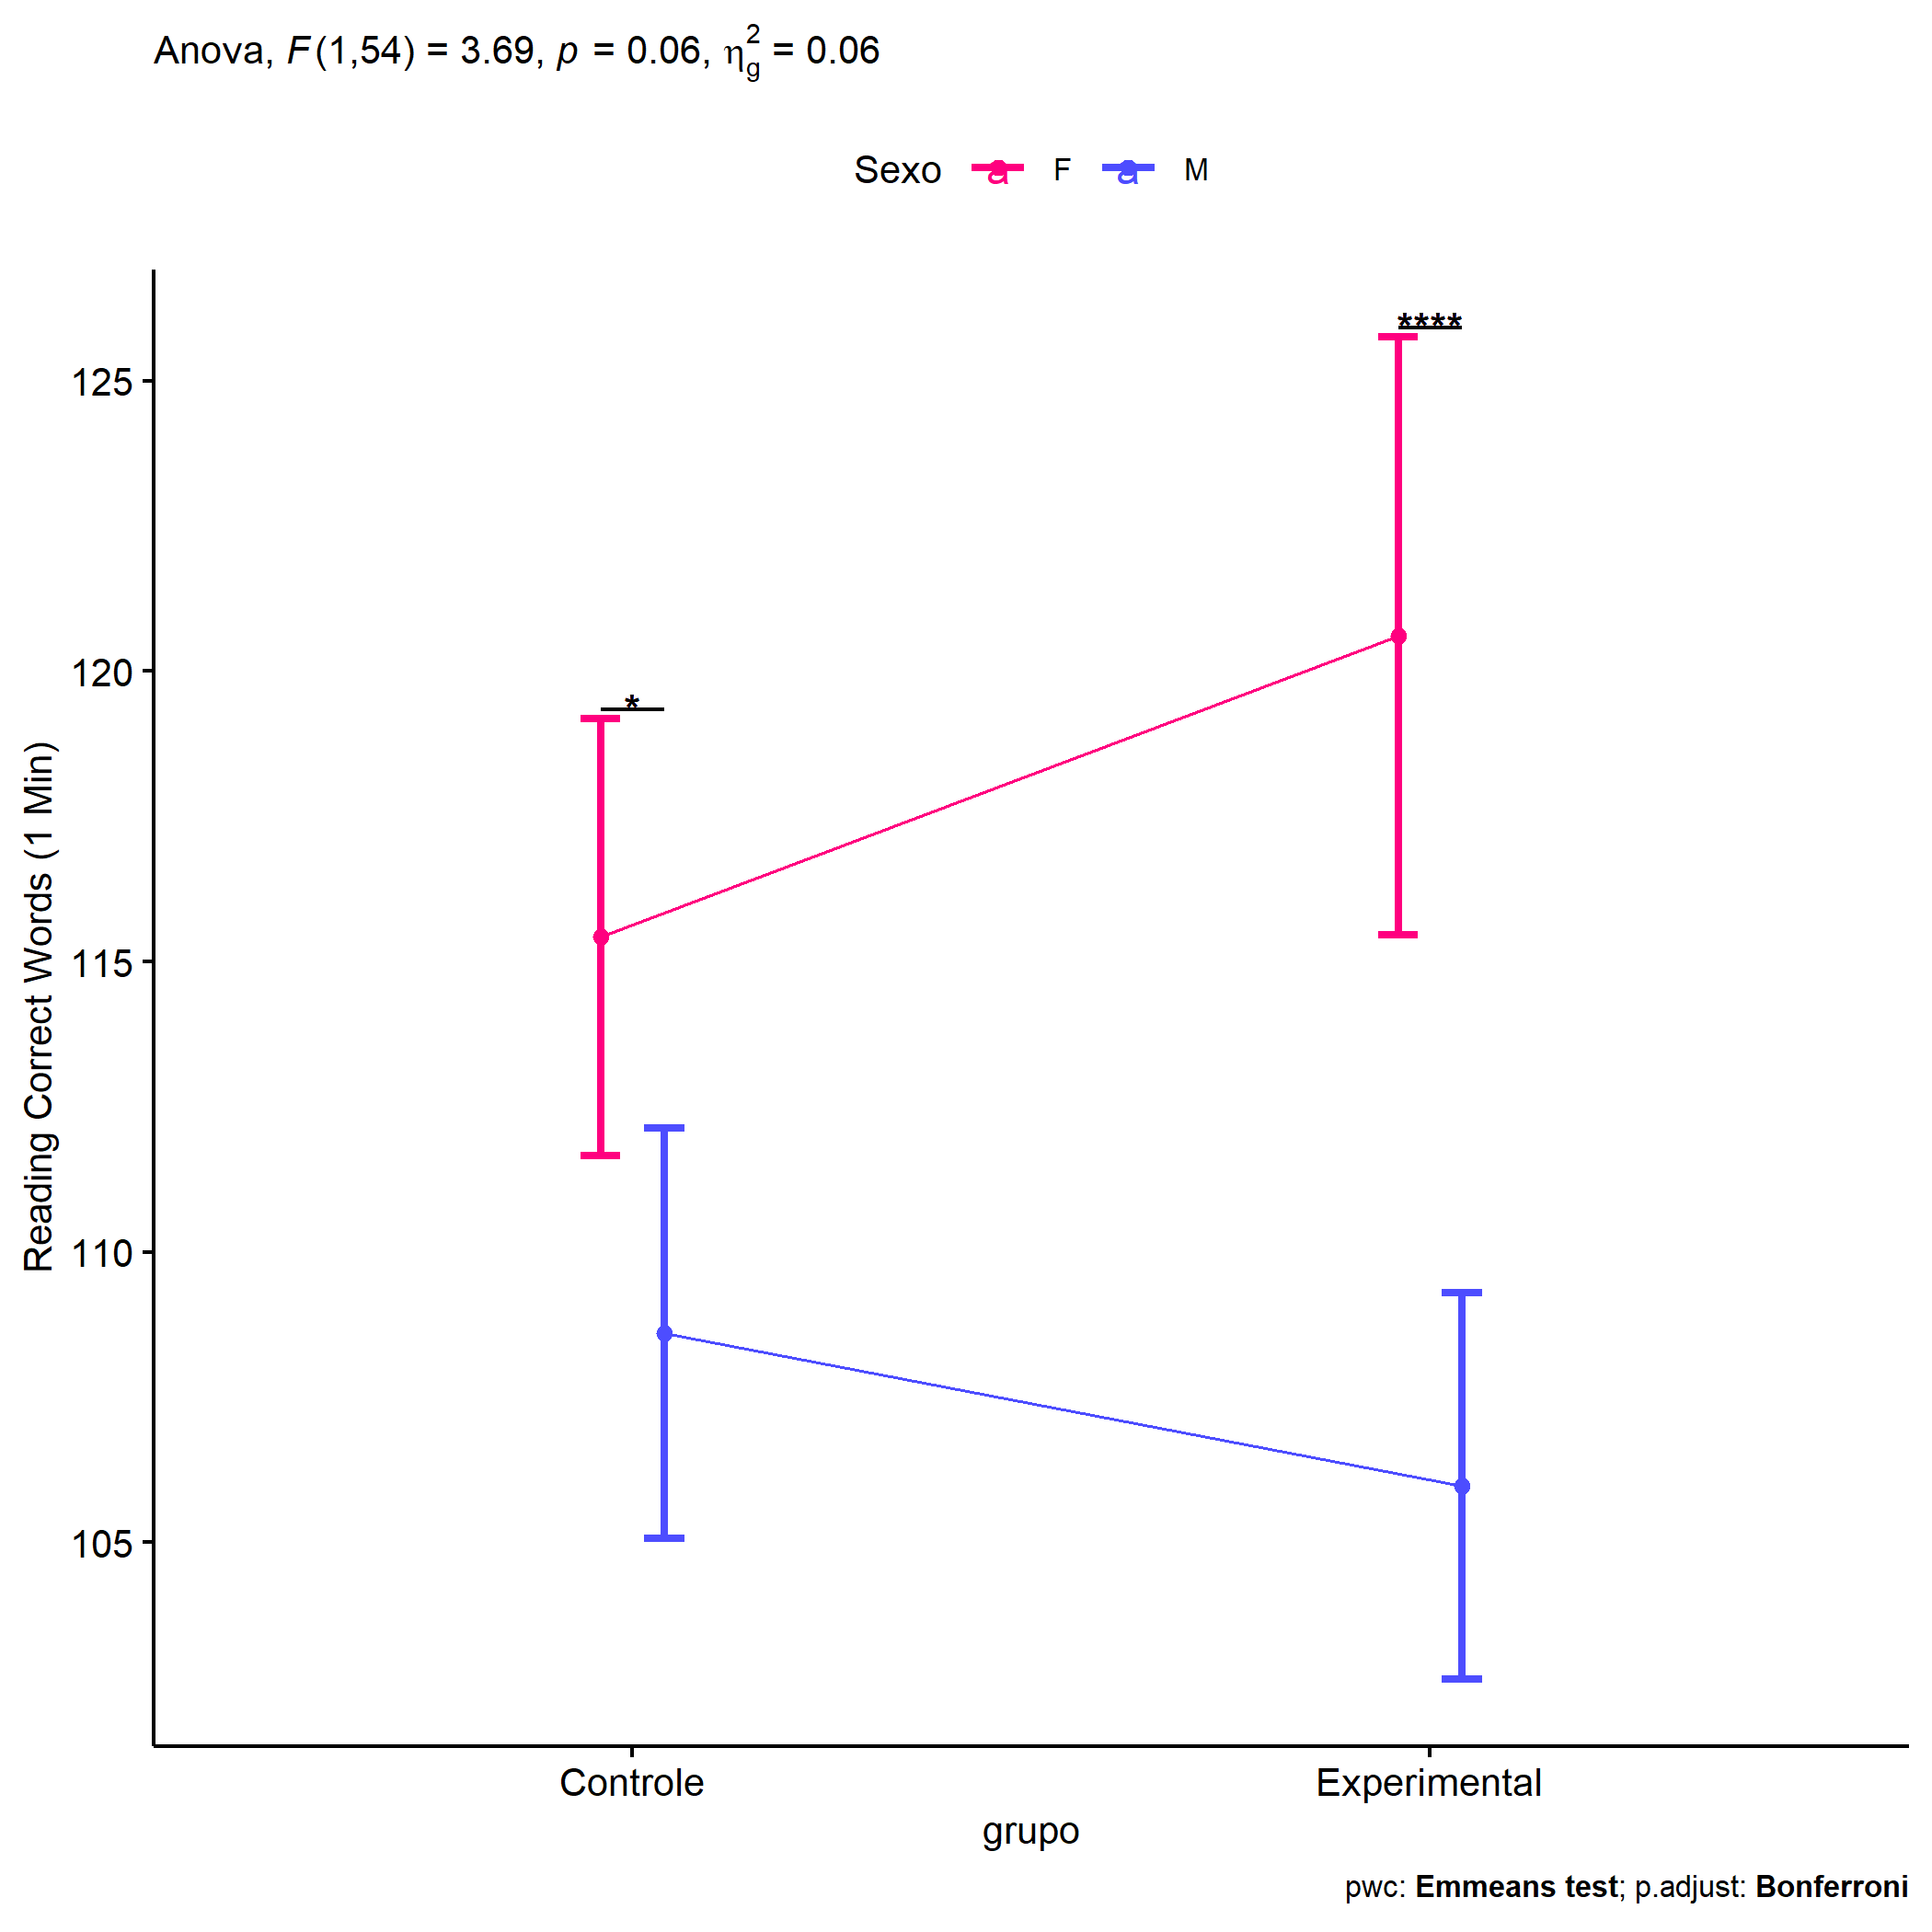 Anova, F(1,54) = 3.69, p = 0.06, η²g = 0.06
Sexo a F a M
****
125
*
120
115
110
105
Reading Correct Words (1 Min)
Controle Experimental
grupo
pwc: Emmeans test; p.adjust: Bonferroni